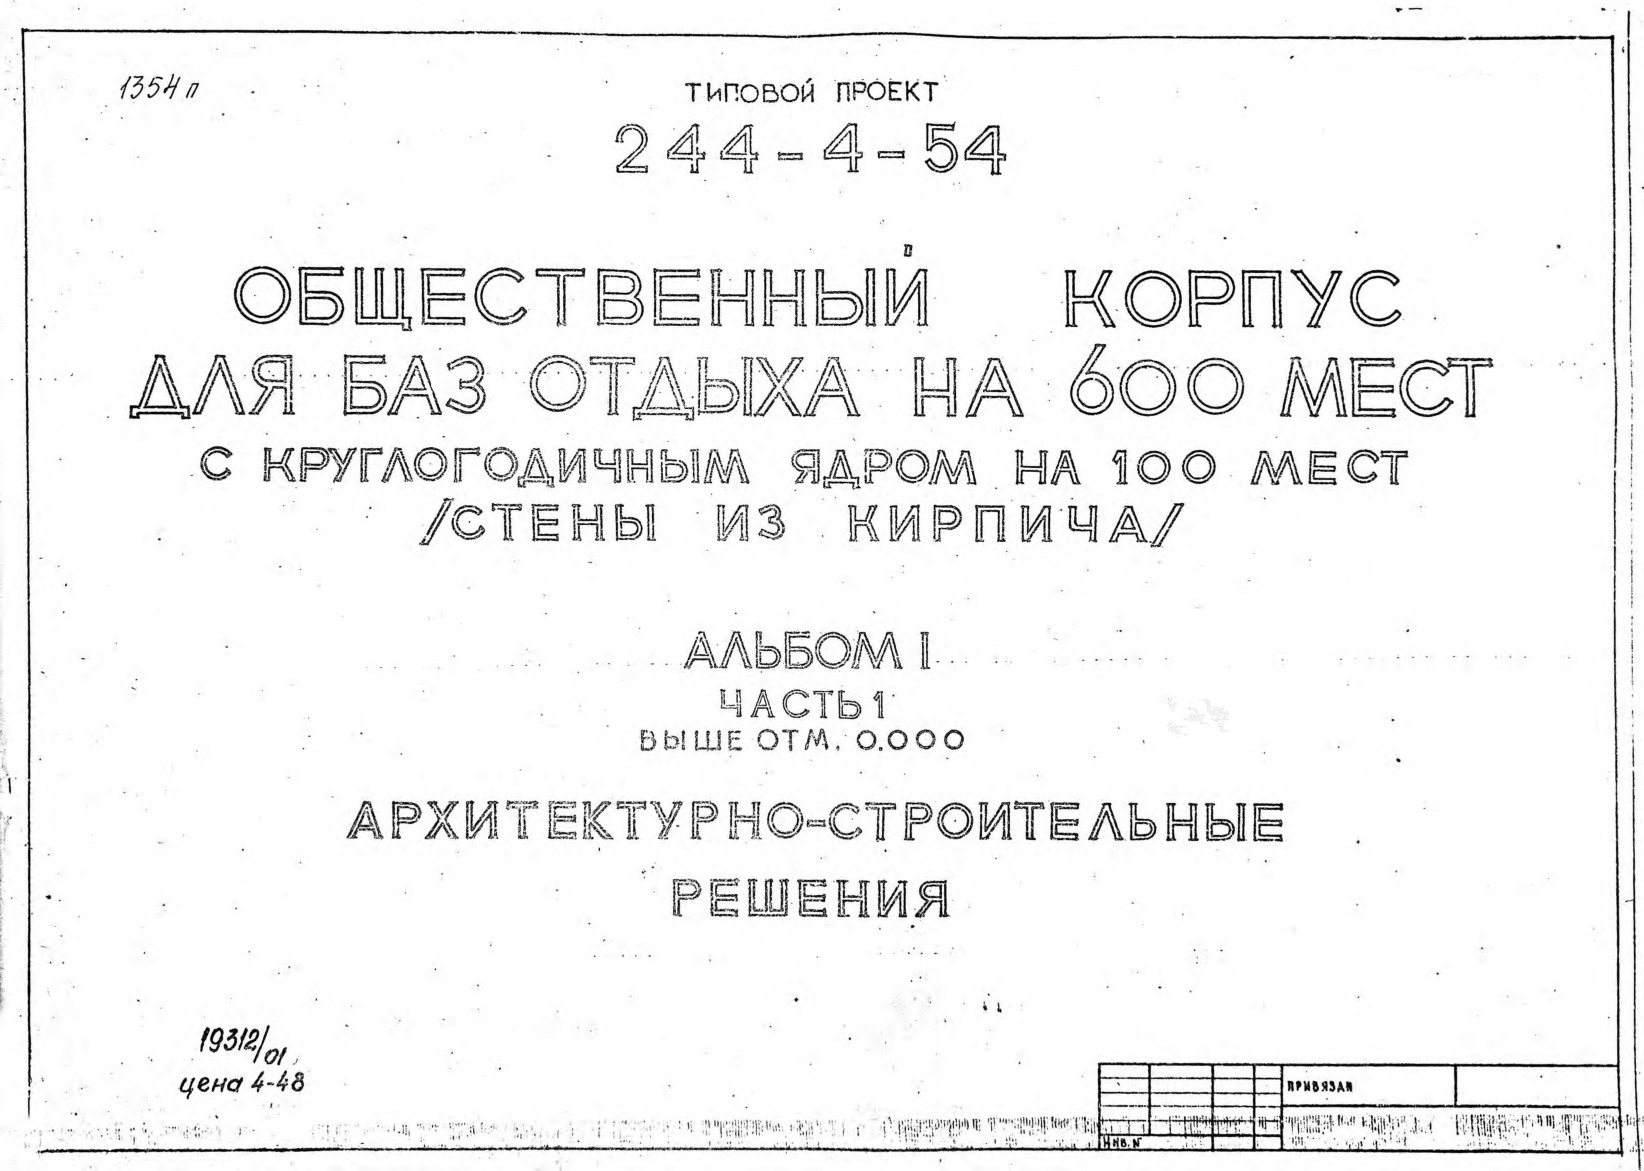 1354 п
ТИПОВОЙ ПРОЕКТ
244-4-54
ОБЩЕСТВЕННЫЙ КОРПУС
ДЛЯ БАЗ ОТДЫХА НА 600 МЕСТ
С КРУГЛОГОДИЧНЫМ ЯДРОМ НА 100 МЕСТ
/СТЕНЫ ИЗ КИРПИЧА/
АЛЬБОМ I
ЧАСТЬ 1
ВЫШЕ ОТМ. 0.000
АРХИТЕКТУРНО-СТРОИТЕЛЬНЫЕ
РЕШЕНИЯ
19312/01
цена 4-48
ПРИВЯЗАН
ИНВ. №